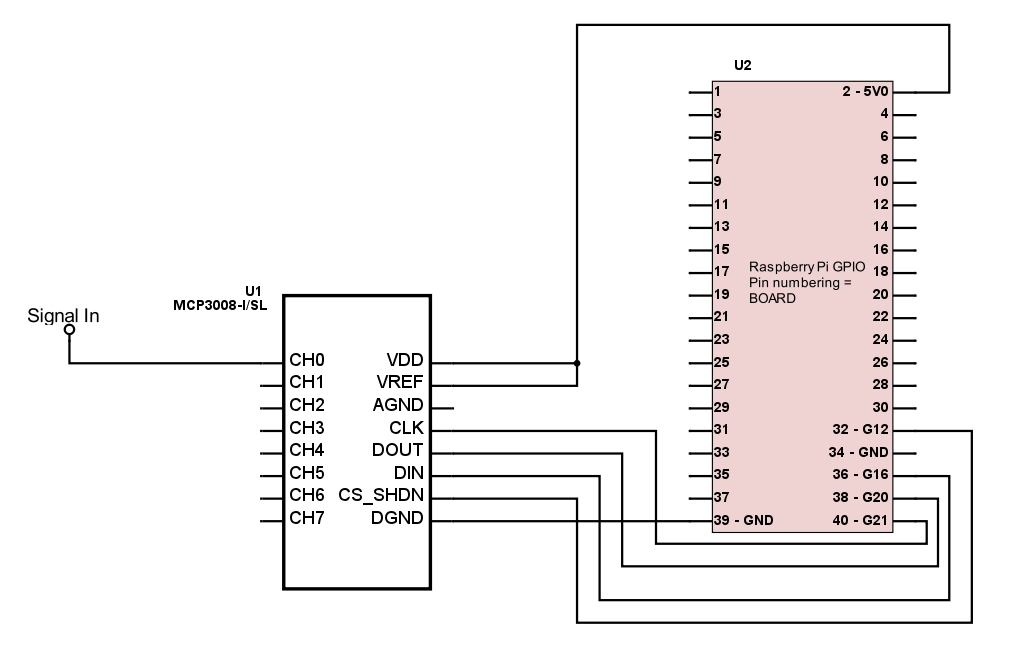 U2
1
2 - 5V0
3
4
5
6
7
8
9
10
11
12
13
14
15
16
Raspberry Pi GPIO
Pin numbering =
BOARD
17
18
19
20
21
22
23
24
25
26
27
28
29
30
31
32 - G12
33
34 - GND
35
36 - G16
37
38 - G20
39 - GND
40 - G21
U1
MCP3008-I/SL
Signal In
CH0
VDD
CH1
VREF
CH2
AGND
CH3
CLK
CH4
DOUT
CH5
DIN
CH6
CS_SHDN
CH7
DGND